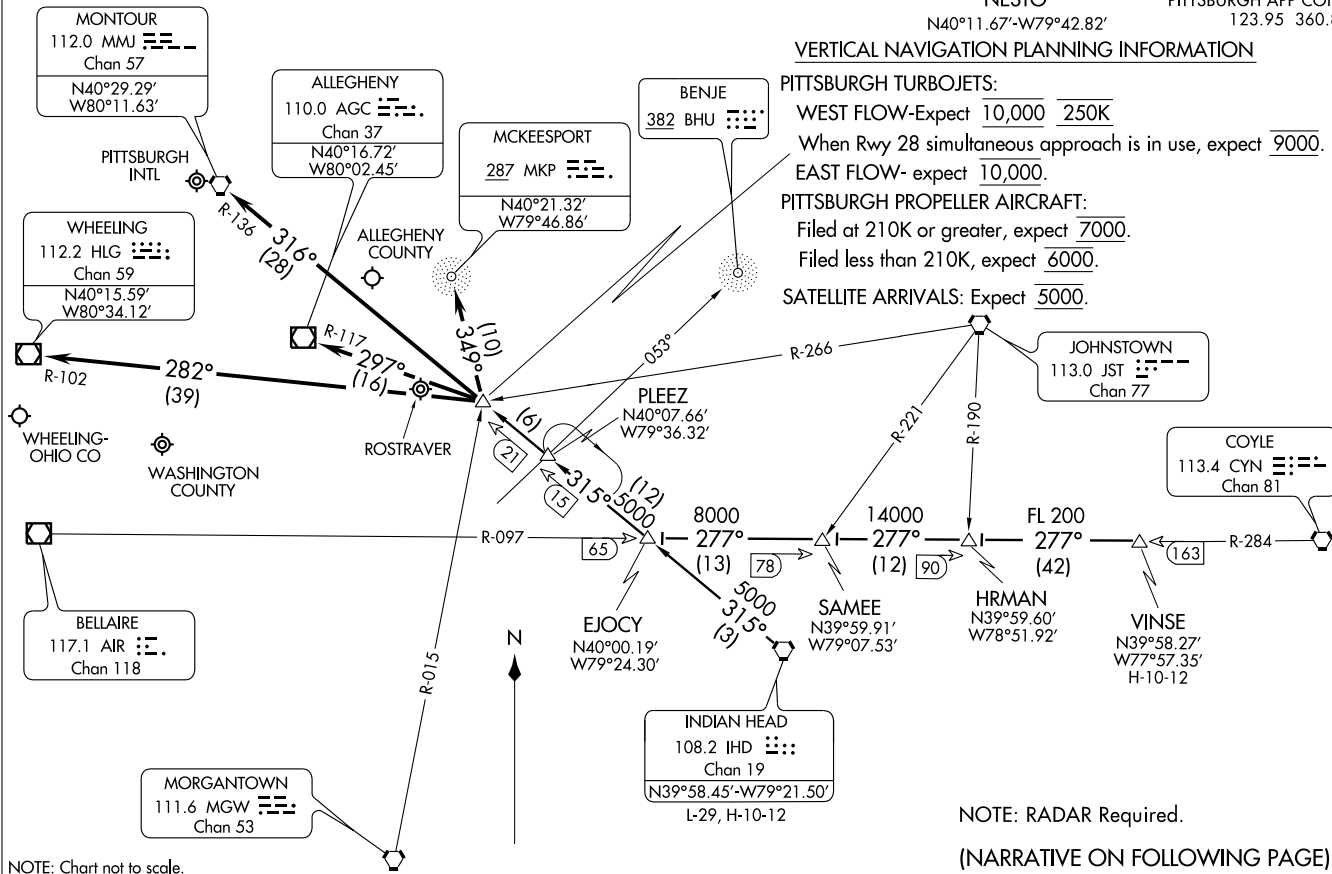 NESTO
N40°11.67'-W79°42.82'
123.95 360.8
VERTICAL NAVIGATION PLANNING INFORMATION
PITTSBURGH TURBOJETS:
WEST FLOW-Expect 10,000 250K
When Rwy 28 simultaneous approach is in use, expect 9000.
EAST FLOW- expect 10,000.
PITTSBURGH PROPELLER AIRCRAFT:
Filed at 210K or greater, expect 7000.
Filed less than 210K, expect 6000.
SATELLITE ARRIVALS: Expect 5000.
MONTOUR
112.0 MMJ
Chan 57
N40°29.29'
W80°11.63'
ALLEGHENY
110.0 AGC
Chan 37
N40°16.72'
W80°02.45'
MCKEESPORT
287 MKP
N40°21.32'
W79°46.86'
BENJE
382 BHU
PITTSBURGH
INTL
R-136
316°
(28)
ALLEGHENY
COUNTY
WHEELING
112.2 HLG
Chan 59
N40°15.59'
W80°34.12'
R-102
282°
(39)
R-117
297°
(16)
349°
(10)
053°
R-266
JOHNSTOWN
113.0 JST
Chan 77
WHEELING-
OHIO CO
WASHINGTON
COUNTY
ROSTRAVER
(6)
21
PLEEZ
N40°07.66'
W79°36.32'
R-221
R-190
COYLE
113.4 CYN
Chan 81
15
315°
5000
(12)
R-097
65
8000
277°
(13)
78
14000
277°
(12)
90
FL 200
277°
(42)
163
R-284
BELLAIRE
117.1 AIR
Chan 118
R-015
N
EJOCY
N40°00.19'
W79°24.30'
5000
315°
(3)
SAMEE
N39°59.91'
W79°07.53'
HRMAN
N39°59.60'
W78°51.92'
VINSE
N39°58.27'
W77°57.35'
H-10-12
INDIAN HEAD
108.2 IHD
Chan 19
N39°58.45'-W79°21.50'
L-29, H-10-12
MORGANTOWN
111.6 MGW
Chan 53
NOTE: RADAR Required.
(NARRATIVE ON FOLLOWING PAGE)
NOTE: Chart not to scale.